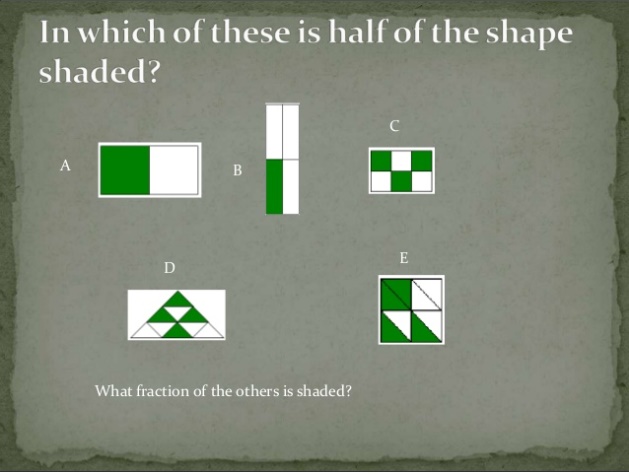 In which of these is half of the shape
shaded?
A
B
C
D
E
What fraction of the others is shaded?